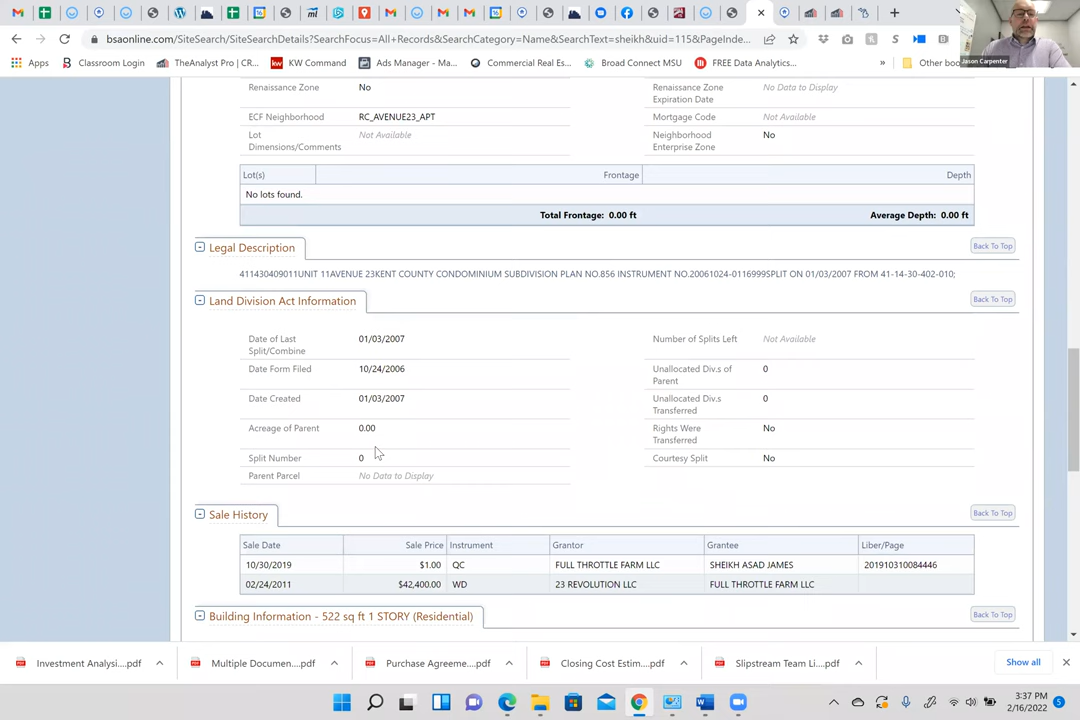 bsaonline.com/SiteSearch/SiteSearchDetails?SearchFocus=All+Records&SearchCategory=Name&SearchText=sheikh&uid=115&PageInde...
Jason Carpenter
Apps
Classroom Login
TheAnalyst Pro | CR...
kw KW Command
Ads Manager - Ma...
Commercial Real Es...
Broad Connect MSU
FREE Data Analytics...
»
Other boo
Renaissance Zone No Renaissance Zone Expiration Date No Data to Display
ECF Neighborhood RC_AVENUE23_APT Mortgage Code Not Available
Lot Dimensions/Comments Not Available Neighborhood Enterprise Zone No
Lot(s) Frontage Depth
No lots found.
Total Frontage: 0.00 ft Average Depth: 0.00 ft
Legal Description Back To Top
411430409011UNIT 11AVENUE 23KENT COUNTY CONDOMINIUM SUBDIVISION PLAN NO.856 INSTRUMENT NO.20061024-0116999SPLIT ON 01/03/2007 FROM 41-14-30-402-010;
Land Division Act Information Back To Top
Date of Last Split/Combine 01/03/2007 Number of Splits Left Not Available
Date Form Filed 10/24/2006 Unallocated Div.s of Parent 0
Date Created 01/03/2007 Unallocated Div.s Transferred 0
Acreage of Parent 0.00 Rights Were Transferred No
Split Number 0 Courtesy Split No
Parent Parcel No Data to Display
Sale History Back To Top
Sale Date Sale Price Instrument Grantor Grantee Liber/Page
10/30/2019 $1.00 QC FULL THROTTLE FARM LLC SHEIKH ASAD JAMES 201910310084446
02/24/2011 $42,400.00 WD 23 REVOLUTION LLC FULL THROTTLE FARM LLC
Building Information - 522 sq ft 1 STORY (Residential) Back To Top
Investment Analysi....pdf
Multiple Documen....pdf
Purchase Agreeme....pdf
Closing Cost Estim....pdf
Slipstream Team Li....pdf
Show all
3:37 PM
2/16/2022